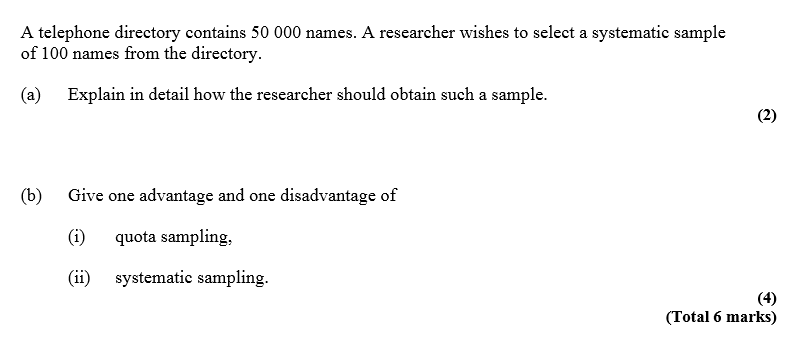 A telephone directory contains 50 000 names. A researcher wishes to select a systematic sample
of 100 names from the directory.
(a) Explain in detail how the researcher should obtain such a sample.
(2)
(b) Give one advantage and one disadvantage of
(i) quota sampling,
(ii) systematic sampling.
(4)
(Total 6 marks)